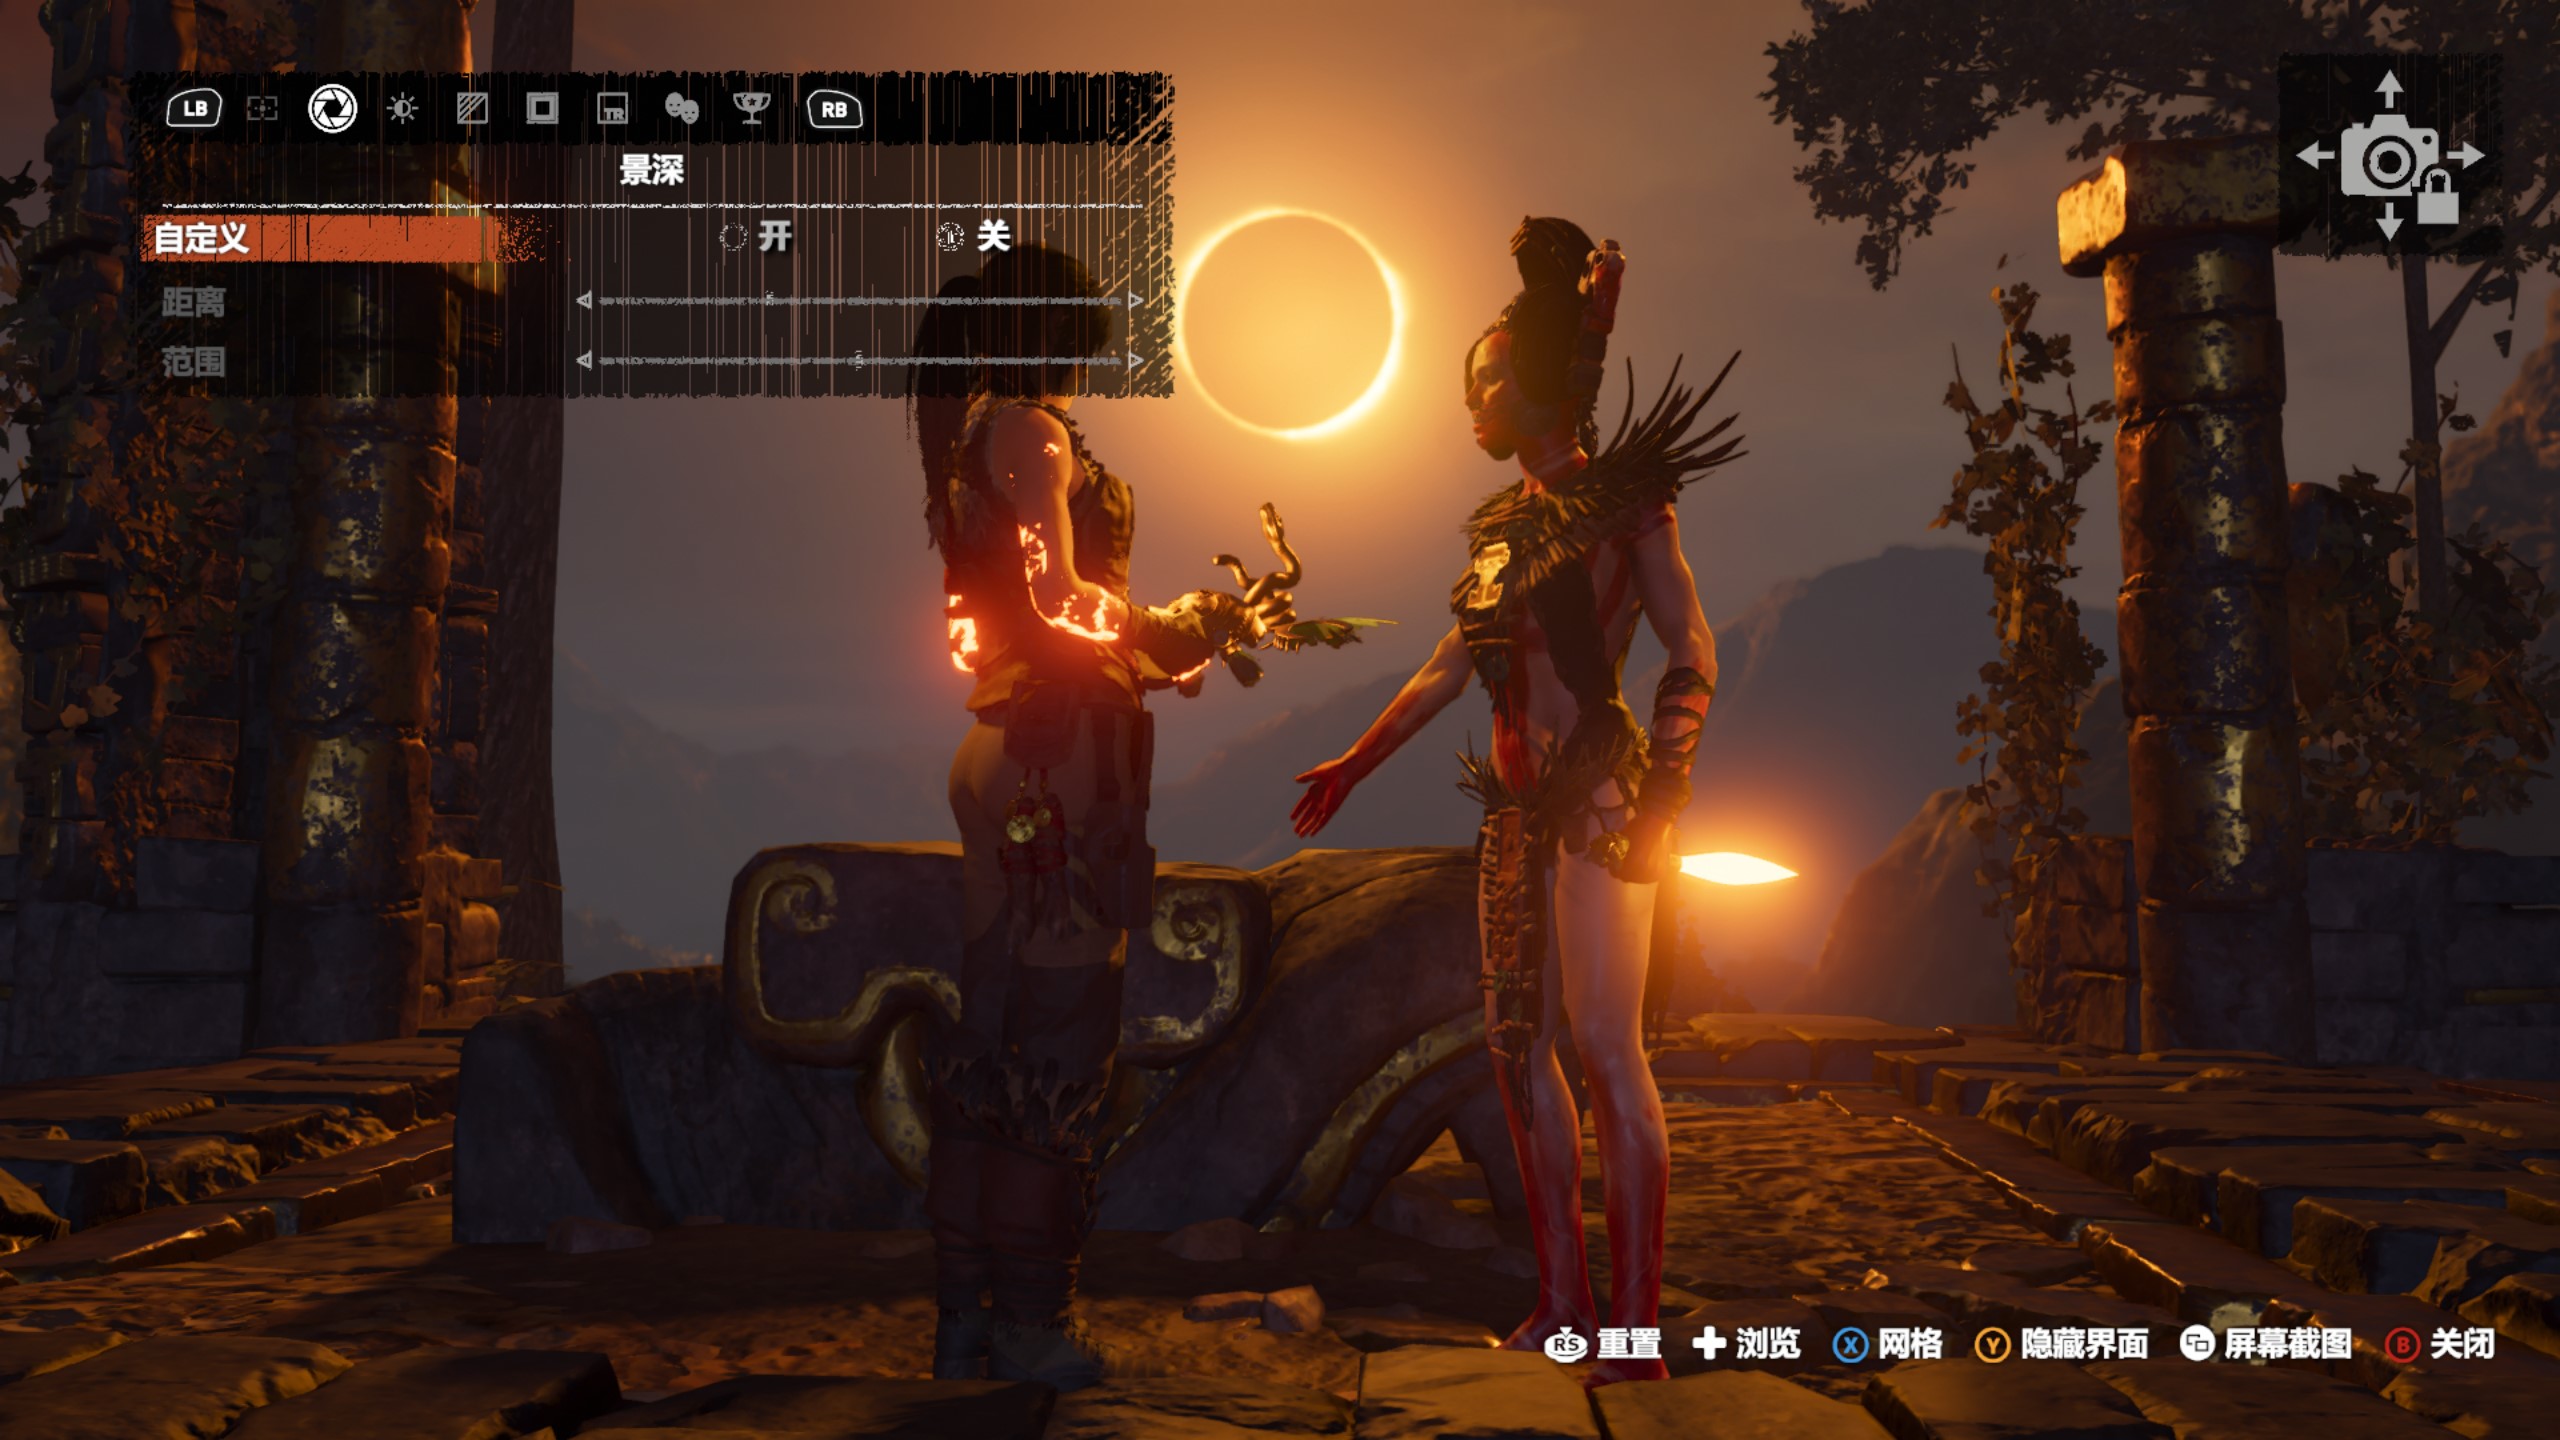 LB TR RB
景深
自定义 开 关
距离
范围
RS 重置 浏览 X 网格 Y 隐藏界面 屏幕截图 B 关闭